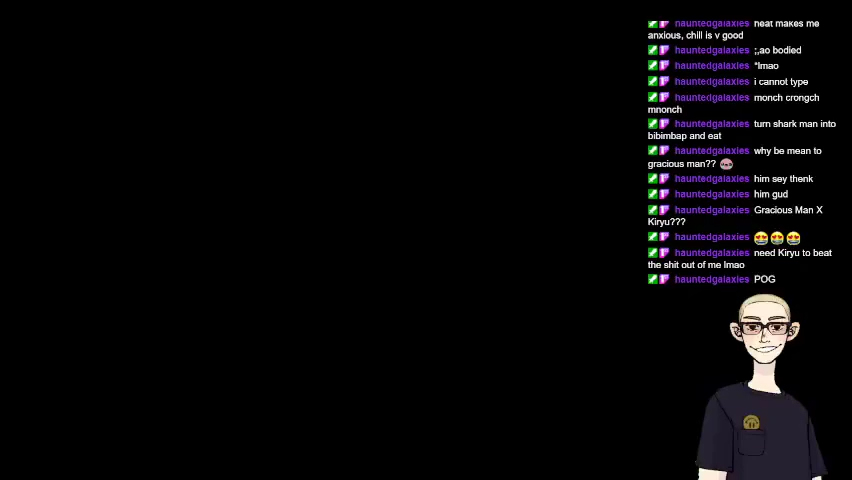 hauntedgalaxies heat makes me
anxious, chill is v good
hauntedgalaxies ;,ao bodied
hauntedgalaxies *lmao
hauntedgalaxies i cannot type
hauntedgalaxies monch crongch
mnonch
hauntedgalaxies turn shark man into
bibimbap and eat
hauntedgalaxies why be mean to
gracious man??
hauntedgalaxies him sey thenk
hauntedgalaxies him gud
hauntedgalaxies Gracious Man X
Kiryu???
hauntedgalaxies
hauntedgalaxies need Kiryu to beat
the shit out of me lmao
hauntedgalaxies POG